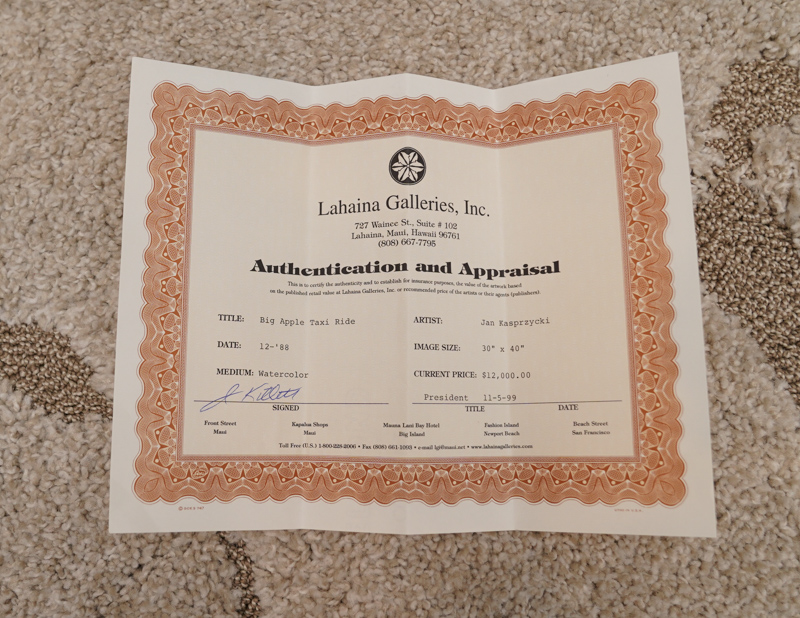 Lahaina Galleries, Inc.
727 Wainee St., Suite # 102
Lahaina, Maui, Hawaii 96761
(808) 667-7795
Authentication and Appraisal
This is to certify the authenticity and to establish for insurance purposes, the value of the artwork based
on the published retail value at Lahaina Galleries, Inc. or recommended price of the artists or their agents (publishers).
TITLE: Big Apple Taxi Ride
ARTIST: Jan Kasprzycki
DATE: 12-'88
IMAGE SIZE: 30" x 40"
MEDIUM: Watercolor
CURRENT PRICE: $12,000.00
J Killett
President 11-5-99
SIGNED
TITLE DATE
Front Street Kapalua Shops Mauna Lani Bay Hotel Fashion Island Beach Street
Maui Maui Big Island Newport Beach San Francisco
Toll Free (U.S.) 1-800-228-2006 • Fax (808) 661-1093 • e-mail lgi@maui.net • www.lahainagalleries.com
MADE IN U.S.A.